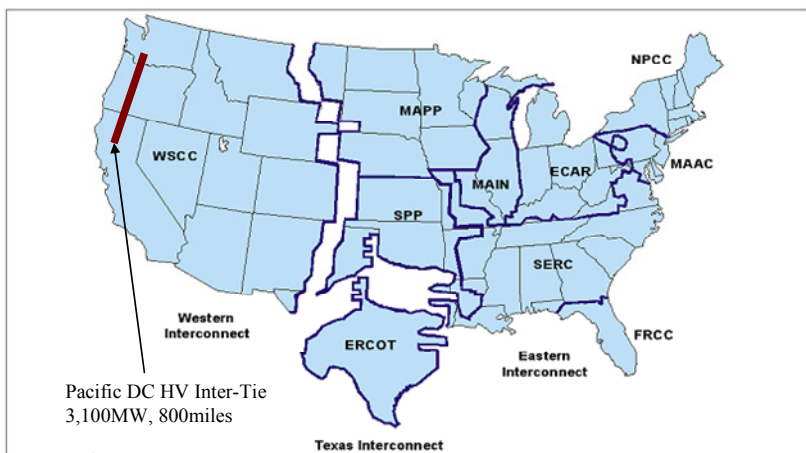 NPCC
MAPP
WSCC
MAIN
ECAR
MAAC
SPP
SERC
Western
Interconnect
ERCOT
Eastern
Interconnect
FRCC
Pacific DC HV Inter-Tie
3,100MW, 800miles
Texas Interconnect